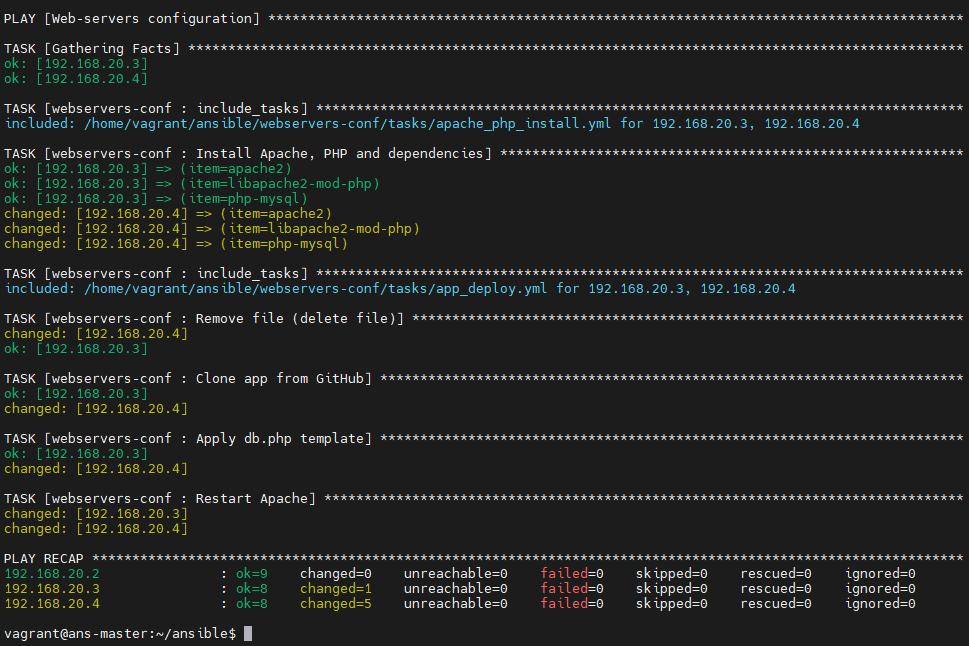 PLAY [Web-servers configuration] ***************************************************************************************
TASK [Gathering Facts] *************************************************************************************************
ok: [192.168.20.3]
ok: [192.168.20.4]
TASK [webservers-conf : include_tasks] *********************************************************************************
included: /home/vagrant/ansible/webservers-conf/tasks/apache_php_install.yml for 192.168.20.3, 192.168.20.4
TASK [webservers-conf : Install Apache, PHP and dependencies] **********************************************************
ok: [192.168.20.3] => (item=apache2)
ok: [192.168.20.3] => (item=libapache2-mod-php)
ok: [192.168.20.3] => (item=php-mysql)
changed: [192.168.20.4] => (item=apache2)
changed: [192.168.20.4] => (item=libapache2-mod-php)
changed: [192.168.20.4] => (item=php-mysql)
TASK [webservers-conf : include_tasks] *********************************************************************************
included: /home/vagrant/ansible/webservers-conf/tasks/app_deploy.yml for 192.168.20.3, 192.168.20.4
TASK [webservers-conf : Remove file (delete file)] *********************************************************************
changed: [192.168.20.4]
ok: [192.168.20.3]
TASK [webservers-conf : Clone app from GitHub] *************************************************************************
ok: [192.168.20.3]
changed: [192.168.20.4]
TASK [webservers-conf : Apply db.php template] *************************************************************************
ok: [192.168.20.3]
changed: [192.168.20.4]
TASK [webservers-conf : Restart Apache] ********************************************************************************
changed: [192.168.20.3]
changed: [192.168.20.4]
PLAY RECAP *************************************************************************************************************
192.168.20.2               : ok=9    changed=0    unreachable=0    failed=0    skipped=0    rescued=0    ignored=0
192.168.20.3               : ok=8    changed=1    unreachable=0    failed=0    skipped=0    rescued=0    ignored=0
192.168.20.4               : ok=8    changed=5    unreachable=0    failed=0    skipped=0    rescued=0    ignored=0
vagrant@ans-master:~/ansible$